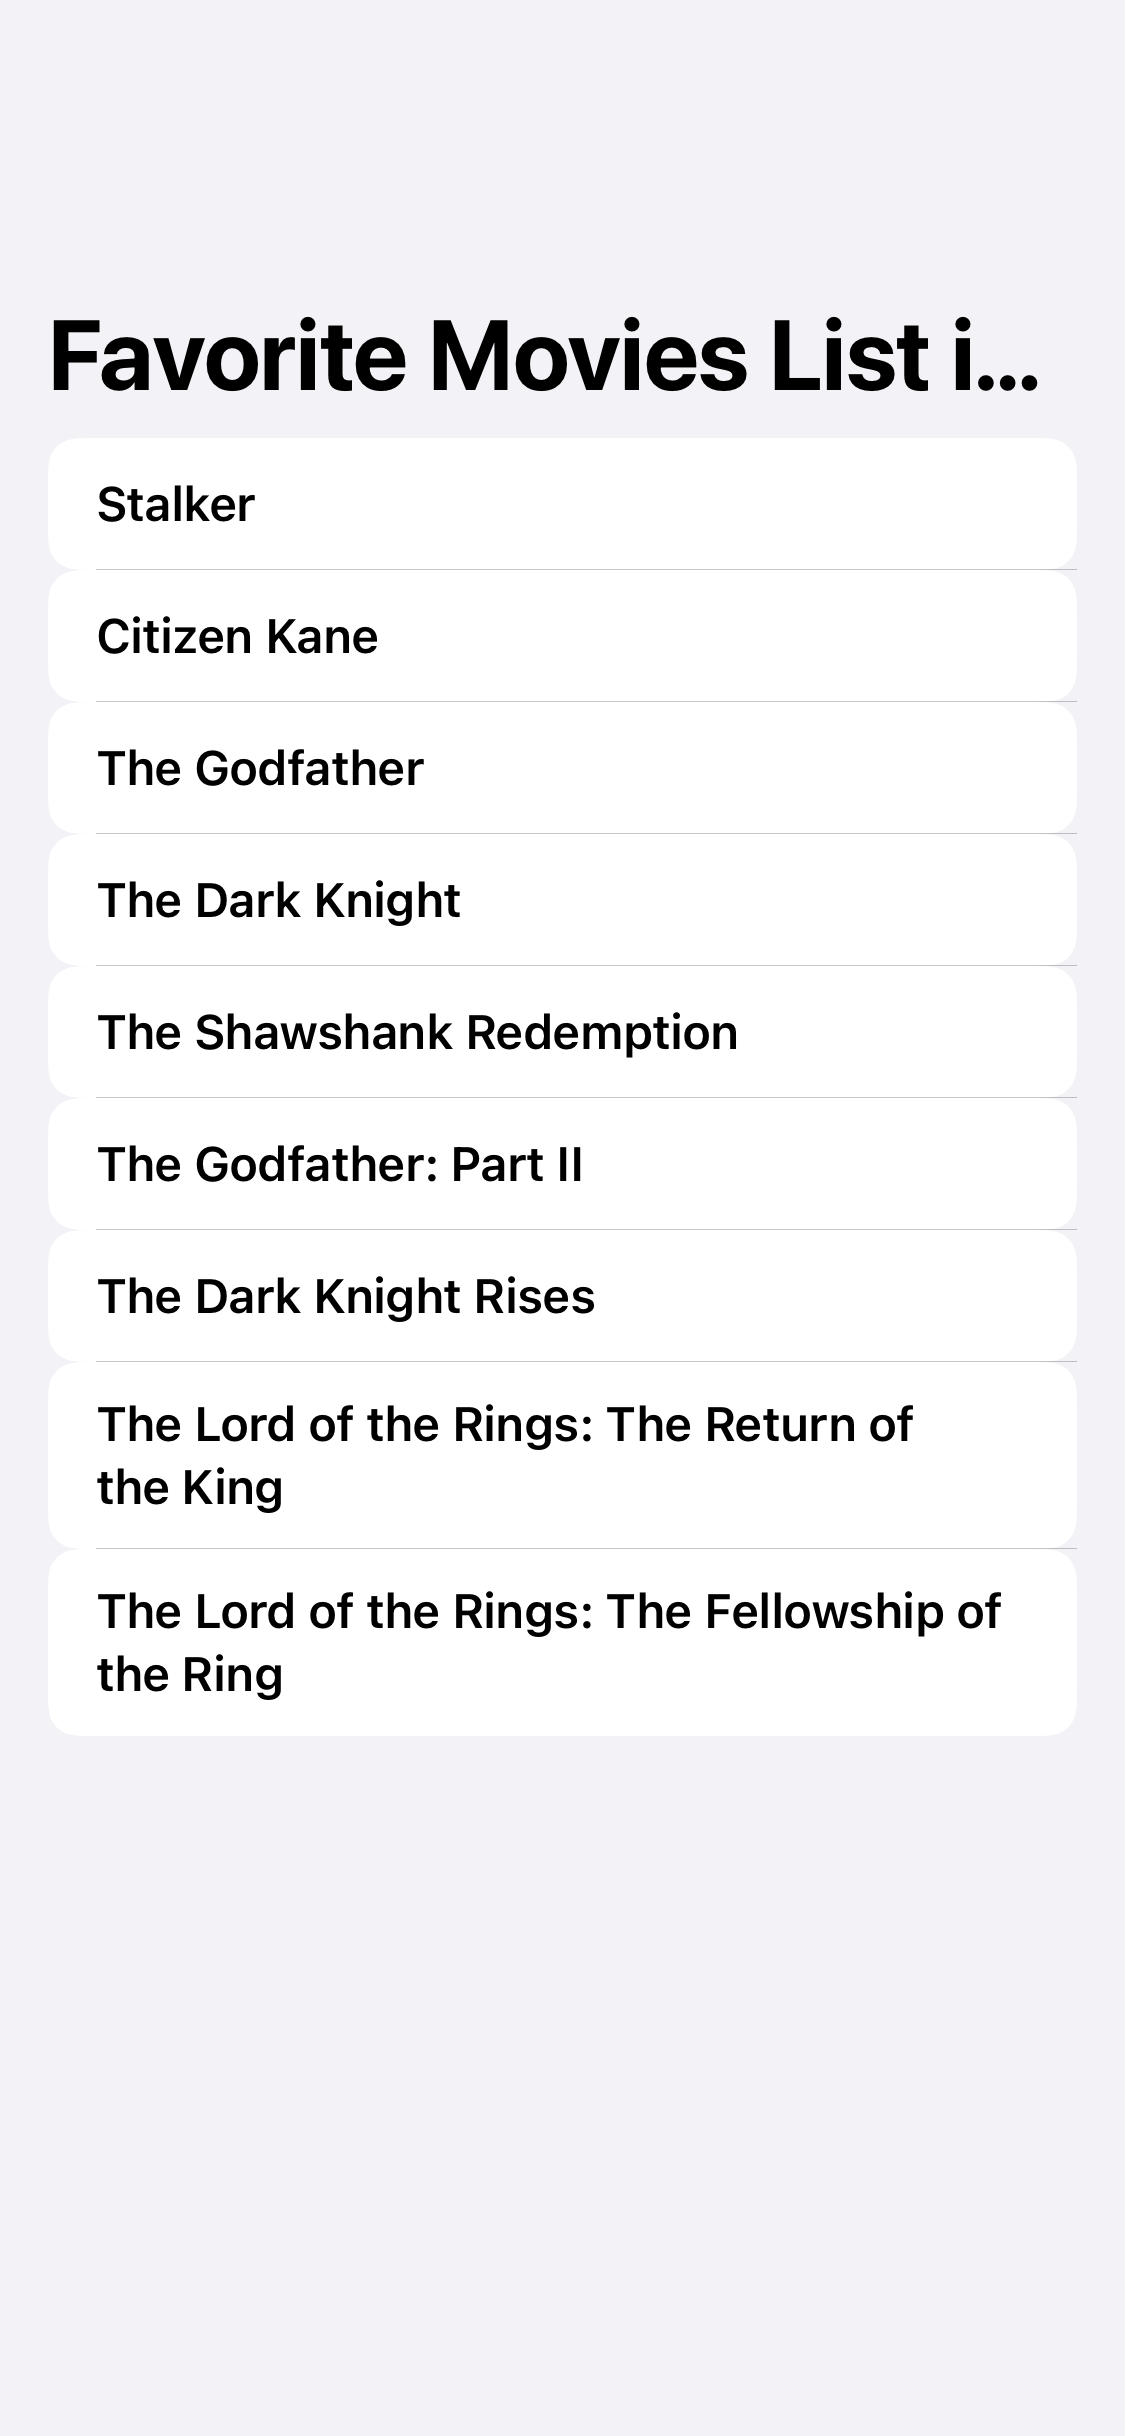 Favorite Movies List i...
Stalker
Citizen Kane
The Godfather
The Dark Knight
The Shawshank Redemption
The Godfather: Part II
The Dark Knight Rises
The Lord of the Rings: The Return of
the King
The Lord of the Rings: The Fellowship of
the Ring